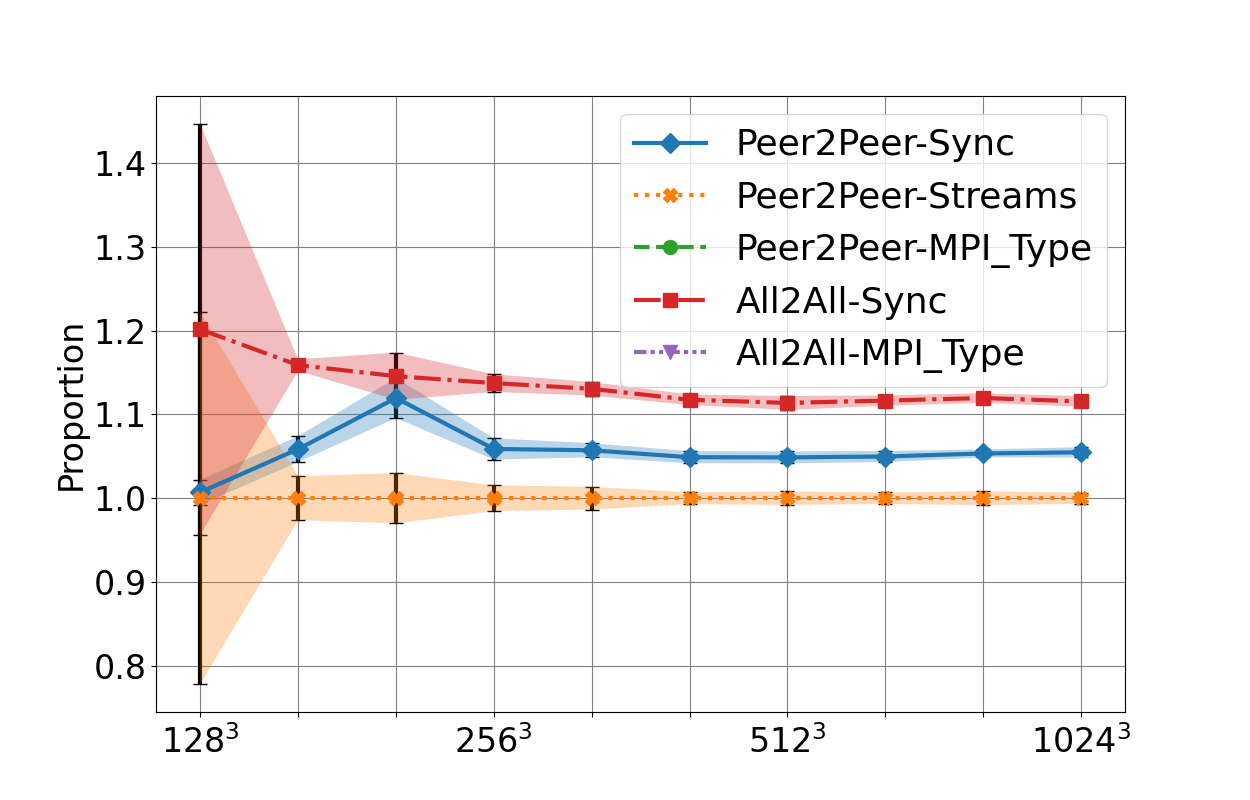 Proportion
1.4
1.3
1.2
1.1
1.0
0.9
0.8
128³
256³
512³
1024³
Peer2Peer-Sync
Peer2Peer-Streams
Peer2Peer-MPI_Type
All2All-Sync
All2All-MPI_Type